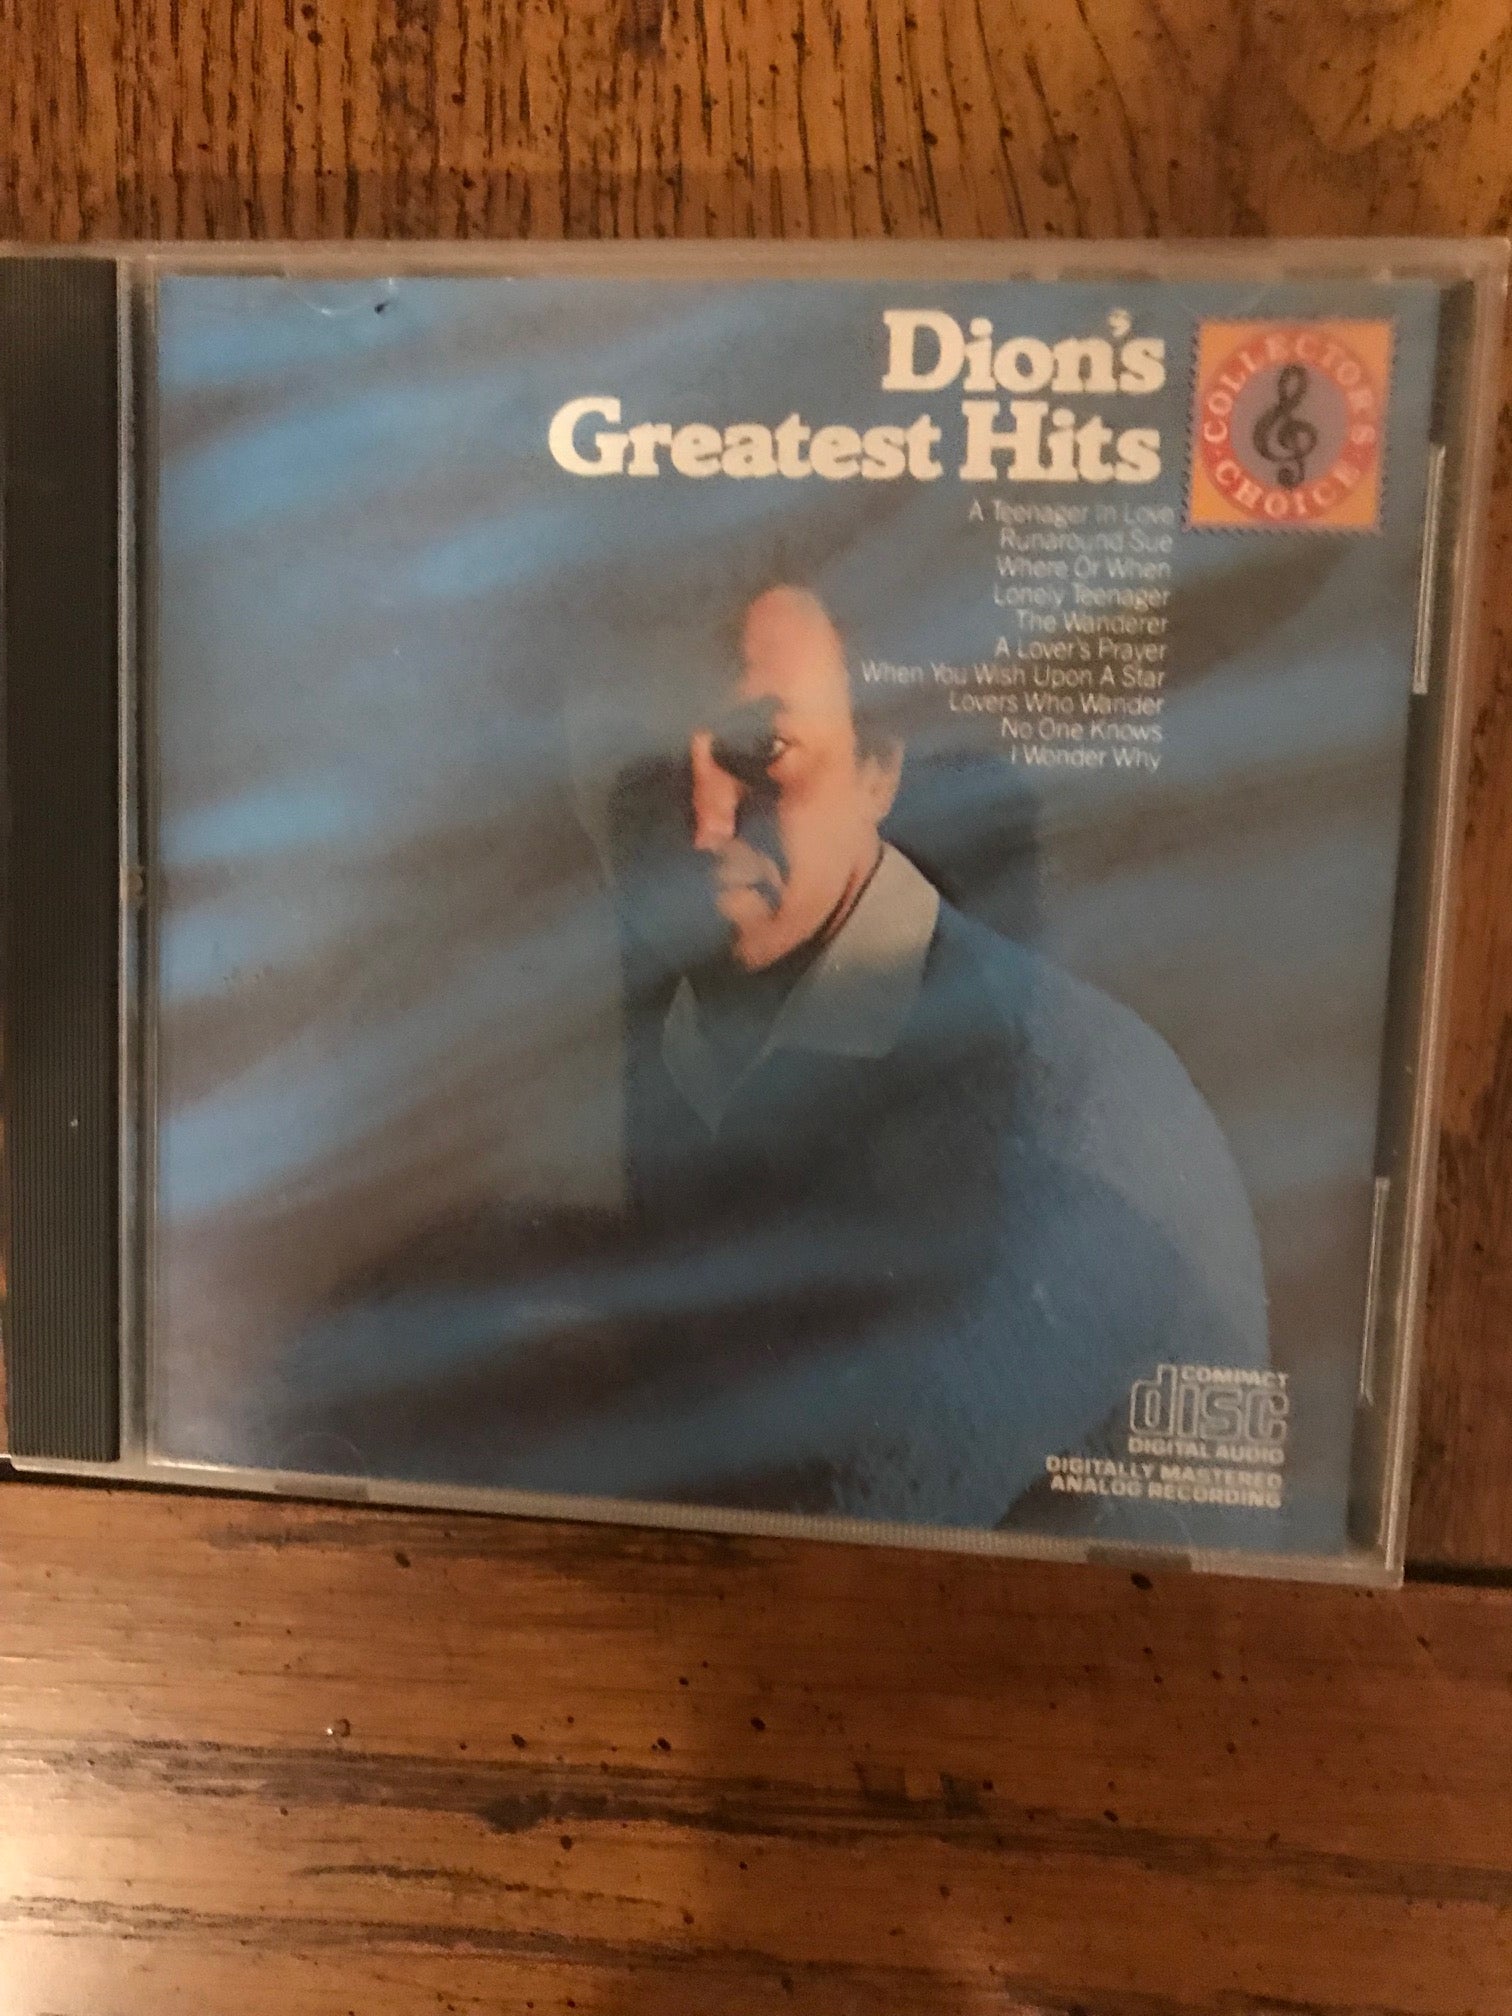 Dion's
Greatest Hits
COLLECTOR'S
CHOICE
A Teenager In Love
Runaround Sue
Where Or When
Lonely Teenager
The Wanderer
A Lover's Prayer
When You Wish Upon A Star
Lovers Who Wander
No One Knows
I Wonder Why
COMPACT
disc
DIGITAL AUDIO
DIGITALLY MASTERED
ANALOG RECORDING